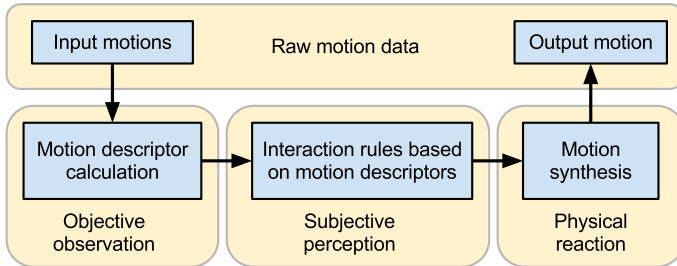 Input motions
Raw motion data
Output motion
Motion descriptor
calculation
Interaction rules based
on motion descriptors
Motion
synthesis
Objective
observation
Subjective
perception
Physical
reaction